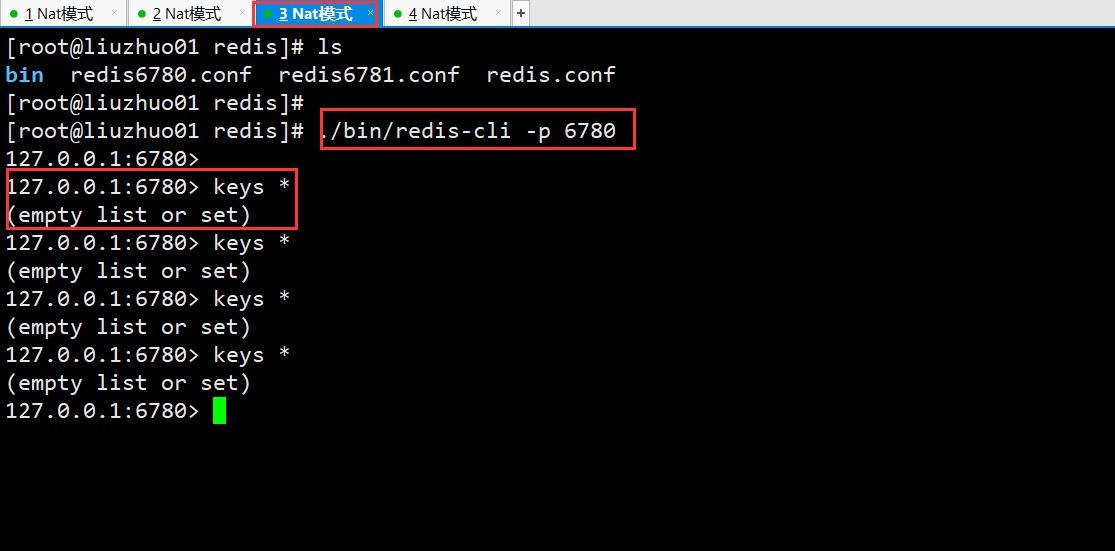 1 Nat模式 × 2 Nat模式 × 3 Nat模式 × 4 Nat模式 × +
[root@liuzhuo01 redis]# ls
bin  redis6780.conf  redis6781.conf  redis.conf
[root@liuzhuo01 redis]#
[root@liuzhuo01 redis]# ./bin/redis-cli -p 6780
127.0.0.1:6780>
127.0.0.1:6780> keys *
(empty list or set)
127.0.0.1:6780> keys *
(empty list or set)
127.0.0.1:6780> keys *
(empty list or set)
127.0.0.1:6780> keys *
(empty list or set)
127.0.0.1:6780>